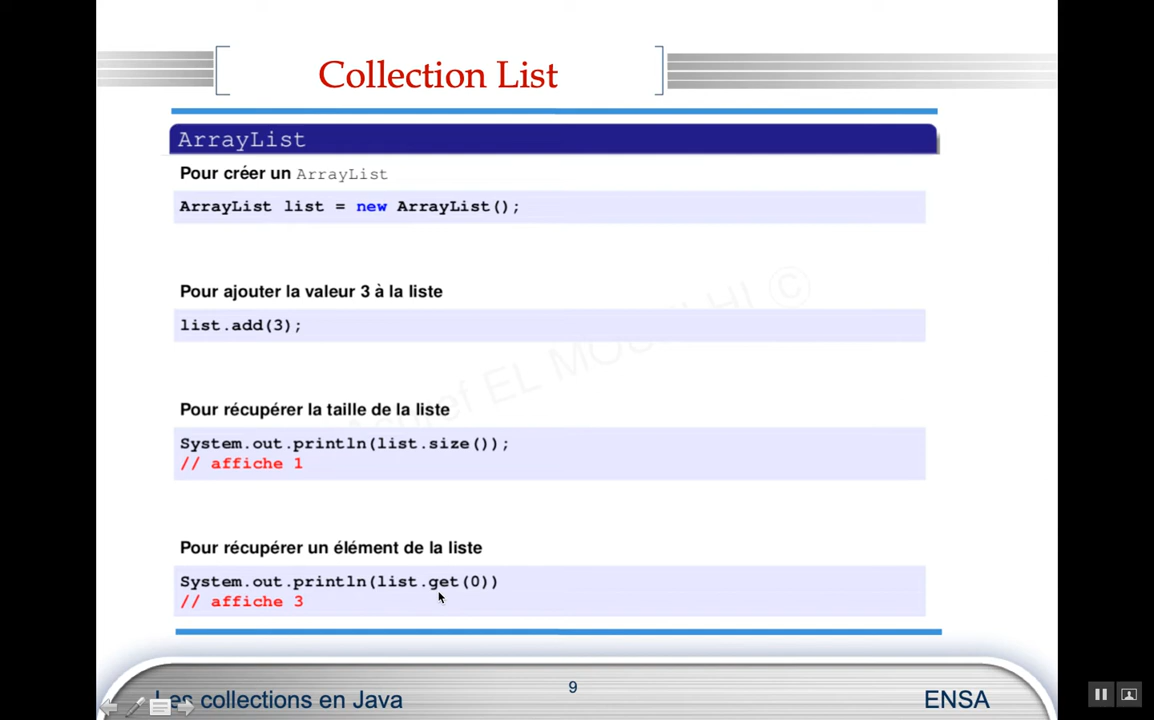 Collection List
ArrayList
Pour créer un ArrayList
ArrayList list = new ArrayList();
Pour ajouter la valeur 3 à la liste
list.add(3);
Pour récupérer la taille de la liste
System.out.println(list.size());
// affiche 1
Pour récupérer un élément de la liste
System.out.println(list.get(0))
// affiche 3
Les collections en Java
9
ENSA